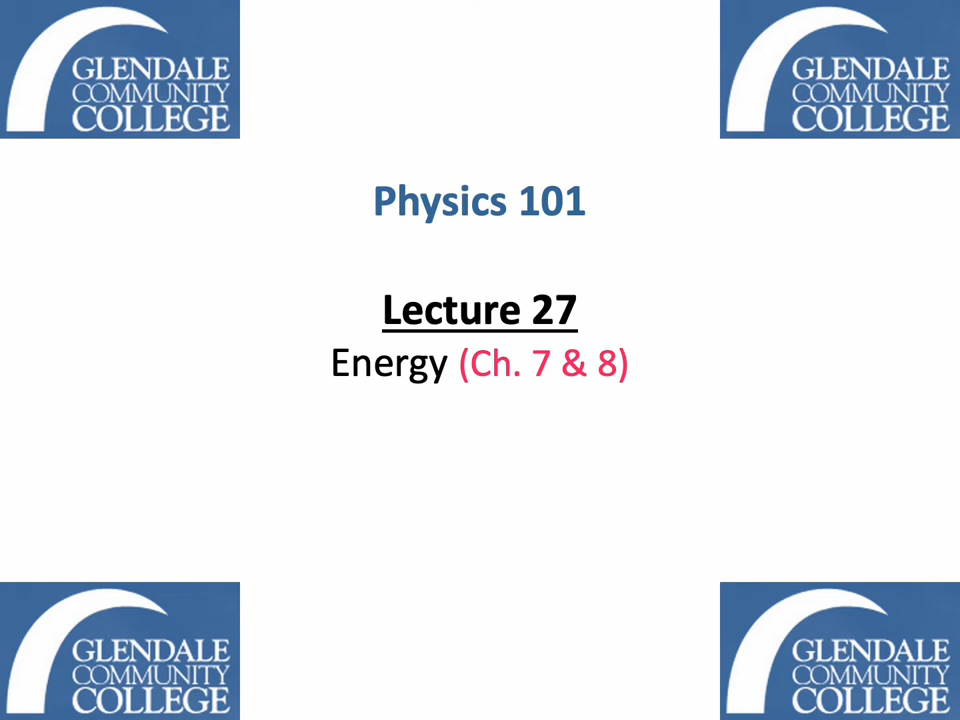 GLENDALE
COMMUNITY
COLLEGE
GLENDALE
COMMUNITY
COLLEGE
Physics 101
Lecture 27
Energy (Ch. 7 & 8)
GLENDALE
COMMUNITY
COLLEGE
GLENDALE
COMMUNITY
COLLEGE